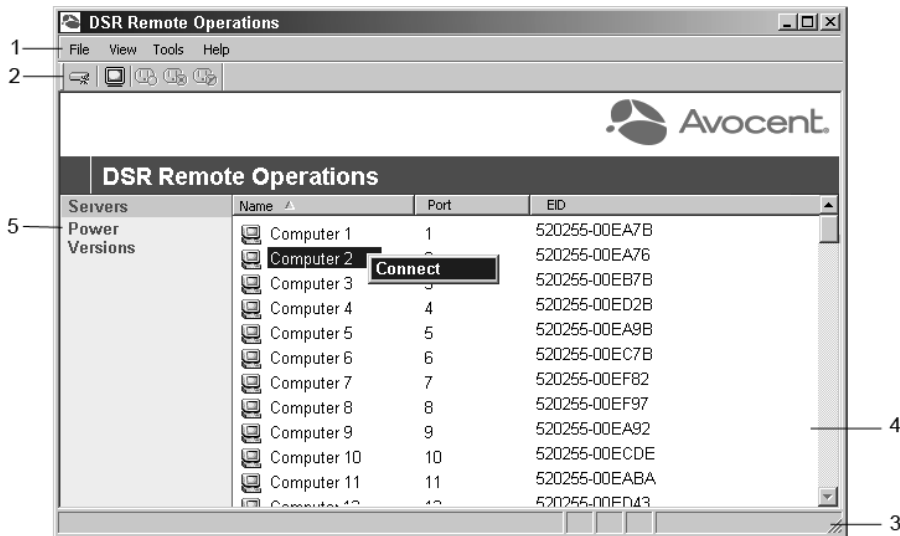 DSR Remote Operations
1
File View Tools Help
2
Avocent.
DSR Remote Operations
Servers
5
Power
Versions
Name Port EID
Computer 1 1 520255-00EA7B
Computer 2 520255-00EA76
Connect
Computer 3 520255-00EB7B
Computer 4 4 520255-00ED2B
Computer 5 5 520255-00EA9B
Computer 6 6 520255-00EC7B
Computer 7 7 520255-00EF82
Computer 8 8 520255-00EF97
Computer 9 9 520255-00EA92
4
Computer 10 10 520255-00ECDE
Computer 11 11 520255-00EABA
520255-00ED43
3